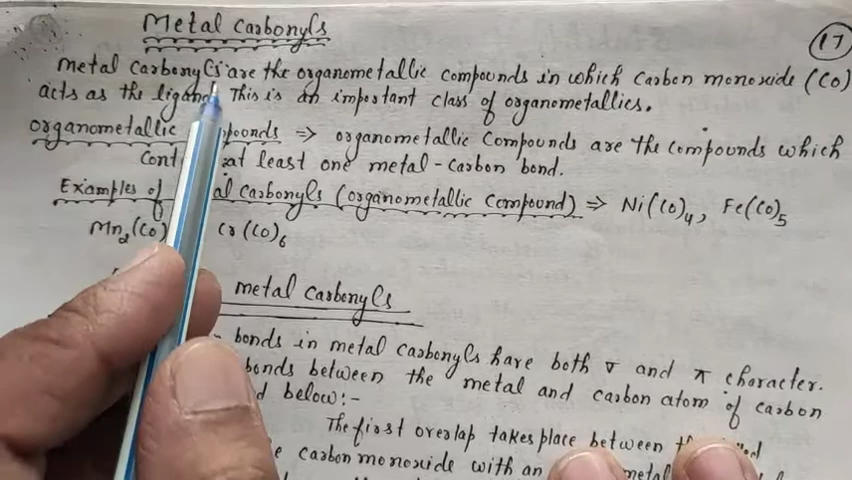 Metal Carbonyls
17
Metal Carbonyls are the organometallic compounds in which Carbon monoxide (CO)
acts as the ligand This is an important class of organometallics.
organometallic pounds ⇒ organometallic Compounds are the compounds which
Cont at least one metal-Carbon bond.
Examples of al Carbonyls (organometallic Compound) ⇒ Ni(CO)4, Fe(CO)5
Mn2(CO) Cr(CO)6
metal Carbonyls
bonds in metal carbonyls have both σ and π character.
bonds between the metal and carbon atom of carbon
d below:-
The first overlap takes place between
carbon monoxide with an metal